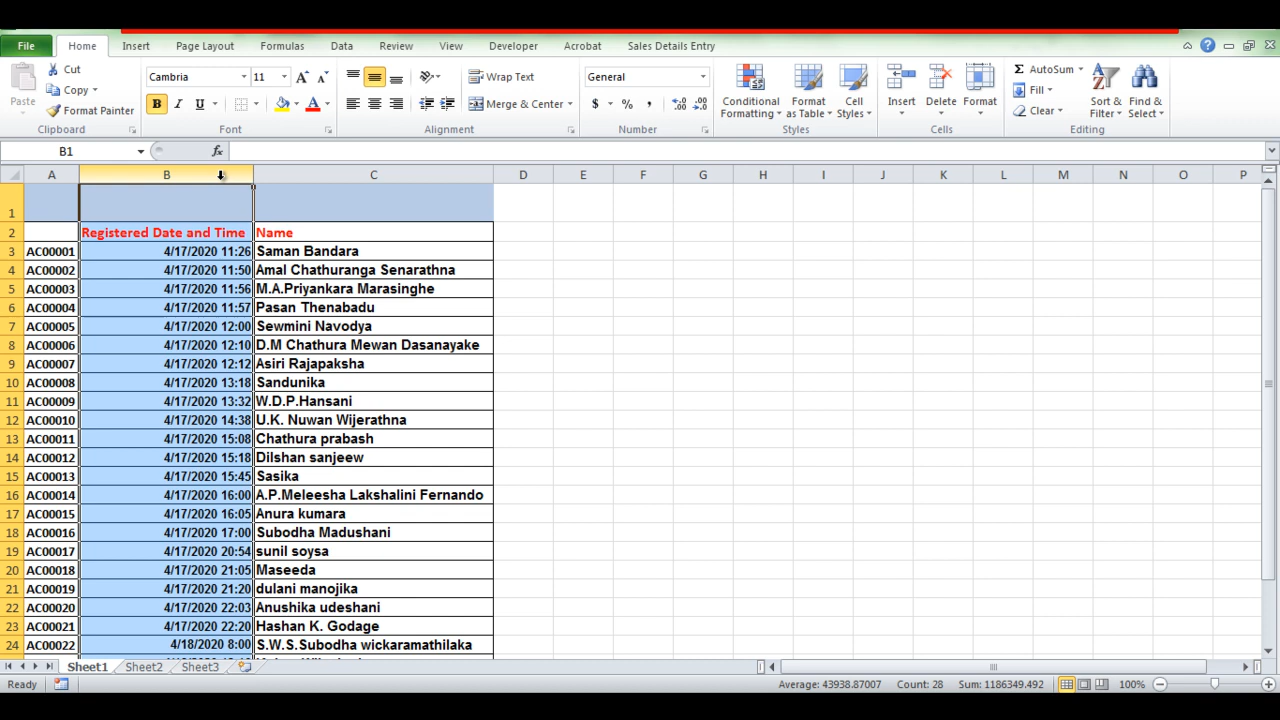 File Home Insert Page Layout Formulas Data Review View Developer Acrobat Sales Details Entry
Paste Cut Copy Format Painter Clipboard
Cambria 11 B I U A A A Font
Wrap Text Merge & Center Alignment
General $ % , .0 .00 .00 .0 Number
Conditional Formatting Format as Table Cell Styles Styles
Insert Delete Format Cells
Σ AutoSum Fill Clear Sort & Filter Find & Select Editing
B1 fx
A B C D E F G H I J K L M N O P
1
2 Registered Date and Time Name
3 AC00001 4/17/2020 11:26 Saman Bandara
4 AC00002 4/17/2020 11:50 Amal Chathuranga Senarathna
5 AC00003 4/17/2020 11:56 M.A.Priyankara Marasinghe
6 AC00004 4/17/2020 11:57 Pasan Thenabadu
7 AC00005 4/17/2020 12:00 Sewmini Navodya
8 AC00006 4/17/2020 12:10 D.M Chathura Mewan Dasanayake
9 AC00007 4/17/2020 12:12 Asiri Rajapaksha
10 AC00008 4/17/2020 13:18 Sandunika
11 AC00009 4/17/2020 13:32 W.D.P.Hansani
12 AC00010 4/17/2020 14:38 U.K. Nuwan Wijerathna
13 AC00011 4/17/2020 15:08 Chathura prabash
14 AC00012 4/17/2020 15:18 Dilshan sanjeew
15 AC00013 4/17/2020 15:45 Sasika
16 AC00014 4/17/2020 16:00 A.P.Meleesha Lakshalini Fernando
17 AC00015 4/17/2020 16:05 Anura kumara
18 AC00016 4/17/2020 17:00 Subodha Madushani
19 AC00017 4/17/2020 20:54 sunil soysa
20 AC00018 4/17/2020 21:05 Maseeda
21 AC00019 4/17/2020 21:20 dulani manojika
22 AC00020 4/17/2020 22:03 Anushika udeshani
23 AC00021 4/17/2020 22:20 Hashan K. Godage
24 AC00022 4/18/2020 8:00 S.W.S.Subodha wickaramathilaka
Sheet1 Sheet2 Sheet3
Ready Average: 43938.87007 Count: 28 Sum: 1186349.492 100%